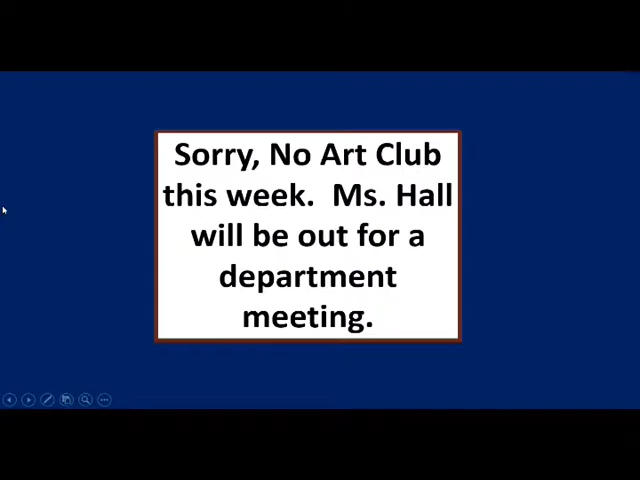 Sorry, No Art Club
this week.  Ms. Hall
will be out for a
department
meeting.